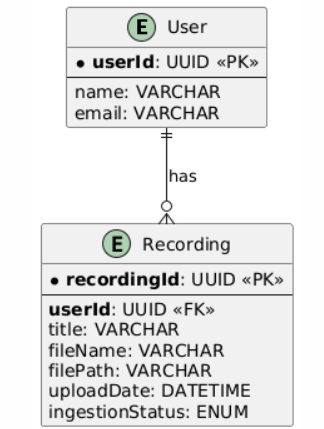 E User
* userId: UUID «PK»
name: VARCHAR
email: VARCHAR
has
E Recording
* recordingId: UUID «PK»
userId: UUID «FK»
title: VARCHAR
fileName: VARCHAR
filePath: VARCHAR
uploadDate: DATETIME
ingestionStatus: ENUM